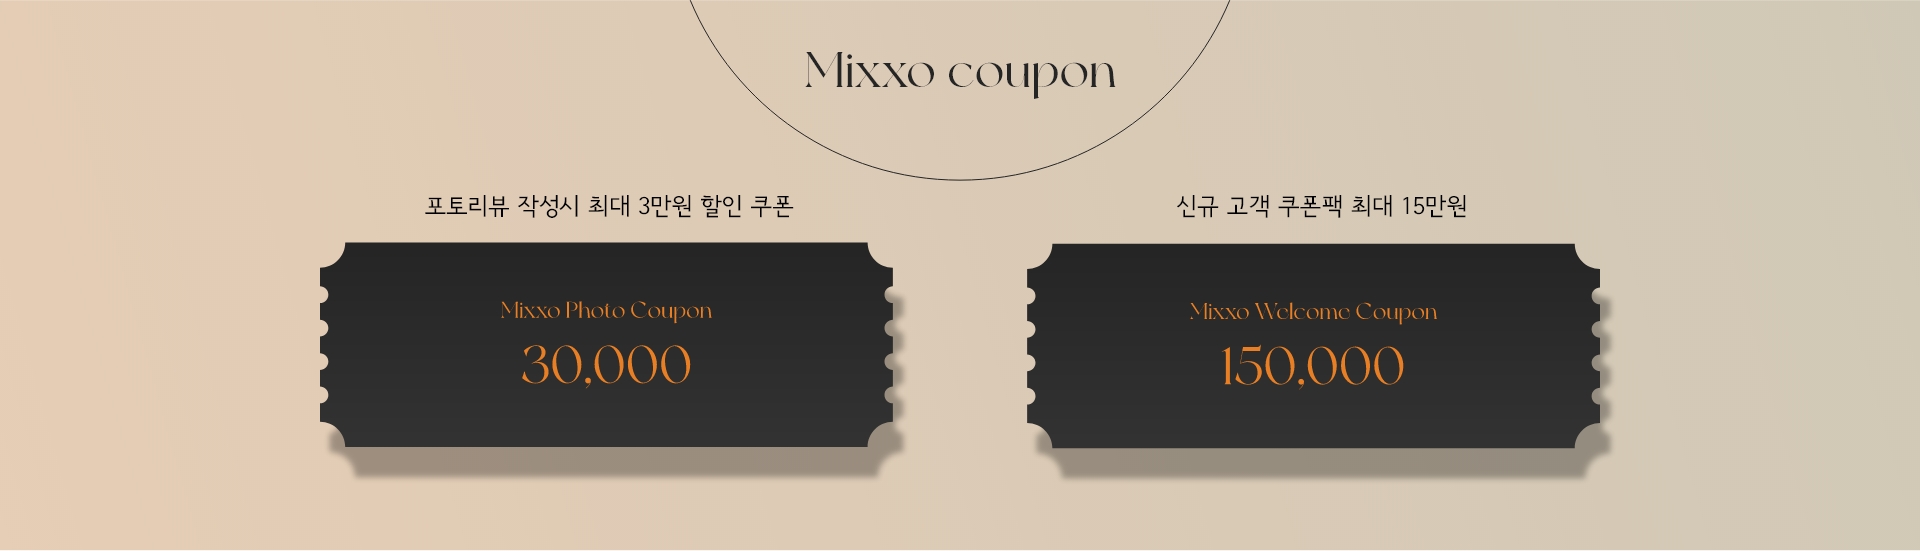 Mixxo coupon
포토리뷰 작성시 최대 3만원 할인 쿠폰
Mixxo Photo Coupon
30,000
신규 고객 쿠폰팩 최대 15만원
Mixxo Welcome Coupon
150,000